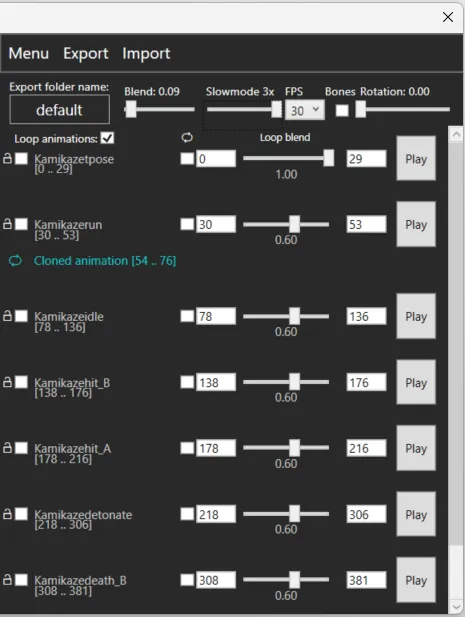 Menu Export Import
Export folder name: Blend: 0.09 Slowmode 3x FPS Bones Rotation: 0.00
default 30
Loop animations: Loop blend
Kamikazetpose 0 29 Play
[0 .. 29] 1.00
Kamikazerun 30 53 Play
[30 .. 53] 0.60
Cloned animation [54 .. 76]
Kamikazeidle 78 136 Play
[78 .. 136] 0.60
Kamikazehit_B 138 176 Play
[138 .. 176] 0.60
Kamikazehit_A 178 216 Play
[178 .. 216] 0.60
Kamikazedetonate 218 306 Play
[218 .. 306] 0.60
Kamikazedeath_B 308 381 Play
[308 .. 381] 0.60